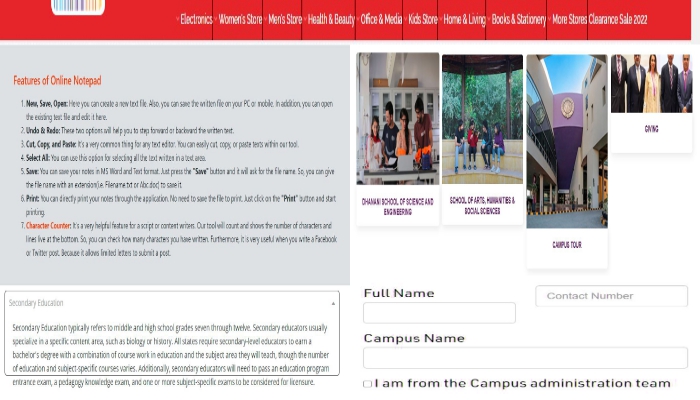 Electronics Women's Store Men's Store Health & Beauty Office & Media Kids Store Home & Living Books & Stationery More Stores Clearance Sale 2022
Features of Online Notepad
1. New, Save, Open: Here you can create a new text file. Also, you can save the written file on your PC or mobile. In addition, you can open
the existing text file and edit it here.
2. Undo & Redo: These two options will help you to step forward or backward the written text.
3. Cut, Copy, and Paste: It's a very common thing for any text editor. You can easily cut, copy, or paste texts within our tool.
4. Select All: You can use this option for selecting all the text written in a text area.
5. Save: You can save your notes in MS Word and Text format. Just press the "Save" button and it will ask for the file name. So, you can give
the file name with an extension(i.e. Filename.txt or Abc.doc) to save it.
6. Print: You can directly print your notes through the application. No need to save the file to print. Just click on the "Print" button and start
printing.
7. Character Counter: It's a very helpful feature for a script or content writers. Our tool will count and shows the number of characters and
lines live at the bottom. So, you can check how many characters you have written. Furthermore, it is very useful when you write a Facebook
or Twitter post. Because it allows limited letters to submit a post.
Secondary Education
Secondary Education typically refers to middle and high school grades seven through twelve. Secondary educators usually
specialize in a specific content area, such as biology or history. All states require secondary-level educators to earn a
bachelor's degree with a combination of course work in education and the subject area they will teach, though the number
of education and subject-specific courses varies. Additionally, secondary educators will need to pass an education program
entrance exam, a pedagogy knowledge exam, and one or more subject-specific exams to be considered for licensure.
DHANANI SCHOOL OF SCIENCE AND
ENGINEERING
SCHOOL OF ARTS, HUMANITIES &
SOCIAL SCIENCES
CAMPUS TOUR
GIVING
Full Name
Contact Number
Campus Name
I am from the Campus administration team